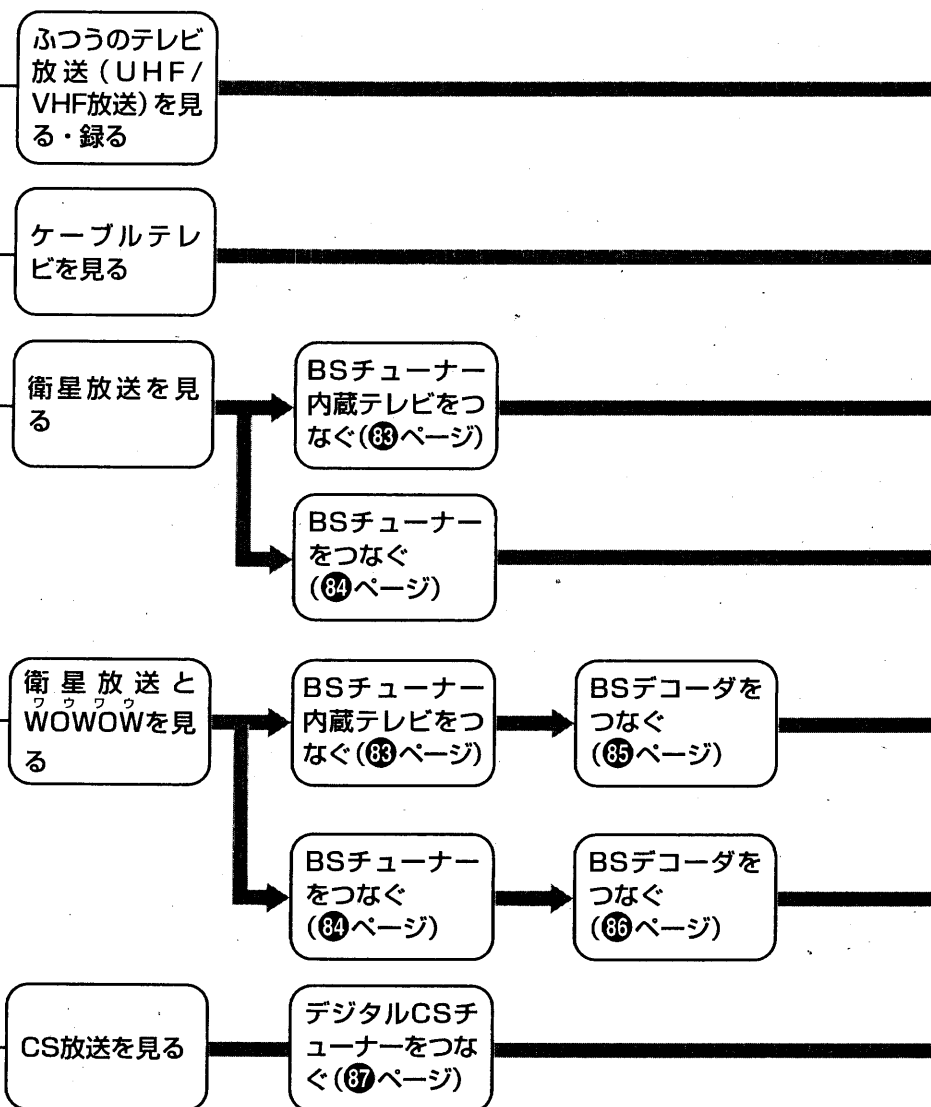 ふつうのテレビ
放送(UHF/
VHF放送)を見
る・録る
ケーブルテレ
ビを見る
衛星放送を見
る
BSチューナー
内蔵テレビをつ
なぐ(83ページ)
BSチューナー
をつなぐ
(84ページ)
衛星放送と
ワウワウ
WOWOWを見
る
BSチューナー
内蔵テレビをつ
なぐ(83ページ)
BSデコーダを
つなぐ
(85ページ)
BSチューナー
をつなぐ
(84ページ)
BSデコーダを
つなぐ
(86ページ)
CS放送を見る
デジタルCSチ
ューナーをつな
ぐ(87ページ)